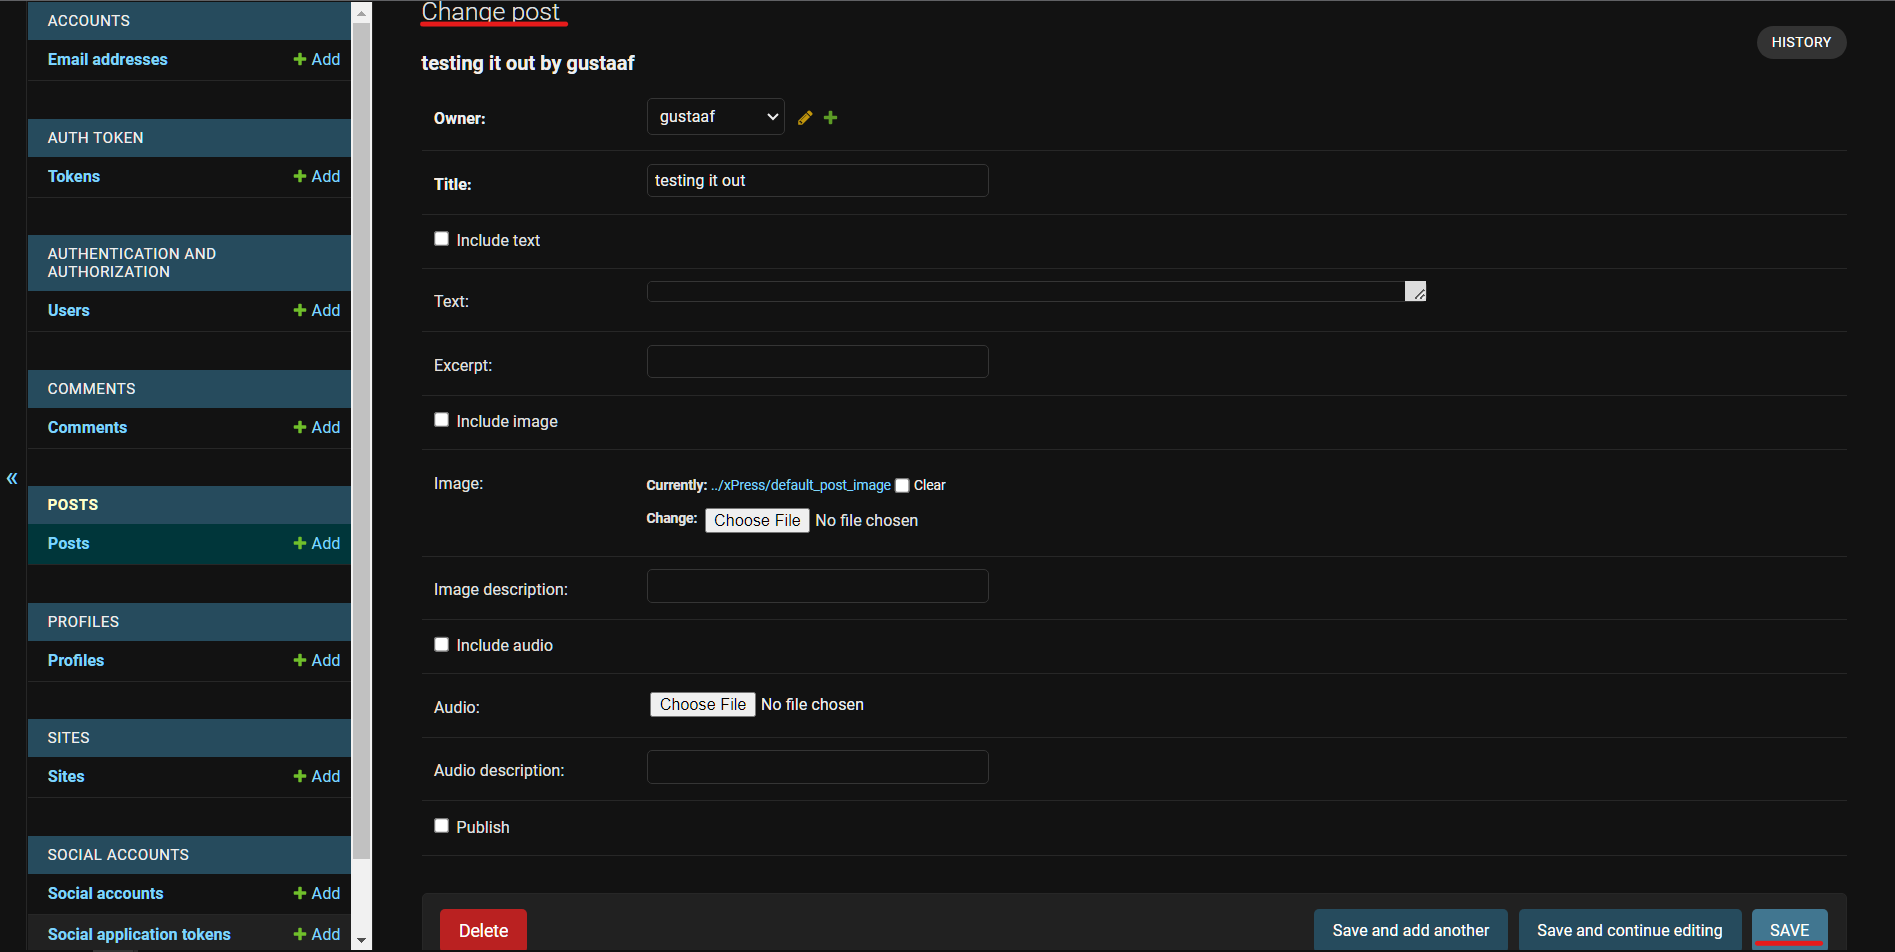 ACCOUNTS
Email addresses
Add
AUTH TOKEN
Tokens
Add
AUTHENTICATION AND
AUTHORIZATION
Users
Add
COMMENTS
Comments
Add
«
POSTS
Posts
Add
PROFILES
Profiles
Add
SITES
Sites
Add
SOCIAL ACCOUNTS
Social accounts
Add
Social application tokens
Add
Change post
HISTORY
testing it out by gustaaf
Owner: gustaaf
Title: testing it out
Include text
Text:
Excerpt:
Include image
Image: Currently: ../xPress/default_post_image Clear
Change: Choose File No file chosen
Image description:
Include audio
Audio: Choose File No file chosen
Audio description:
Publish
Delete
Save and add another
Save and continue editing
SAVE